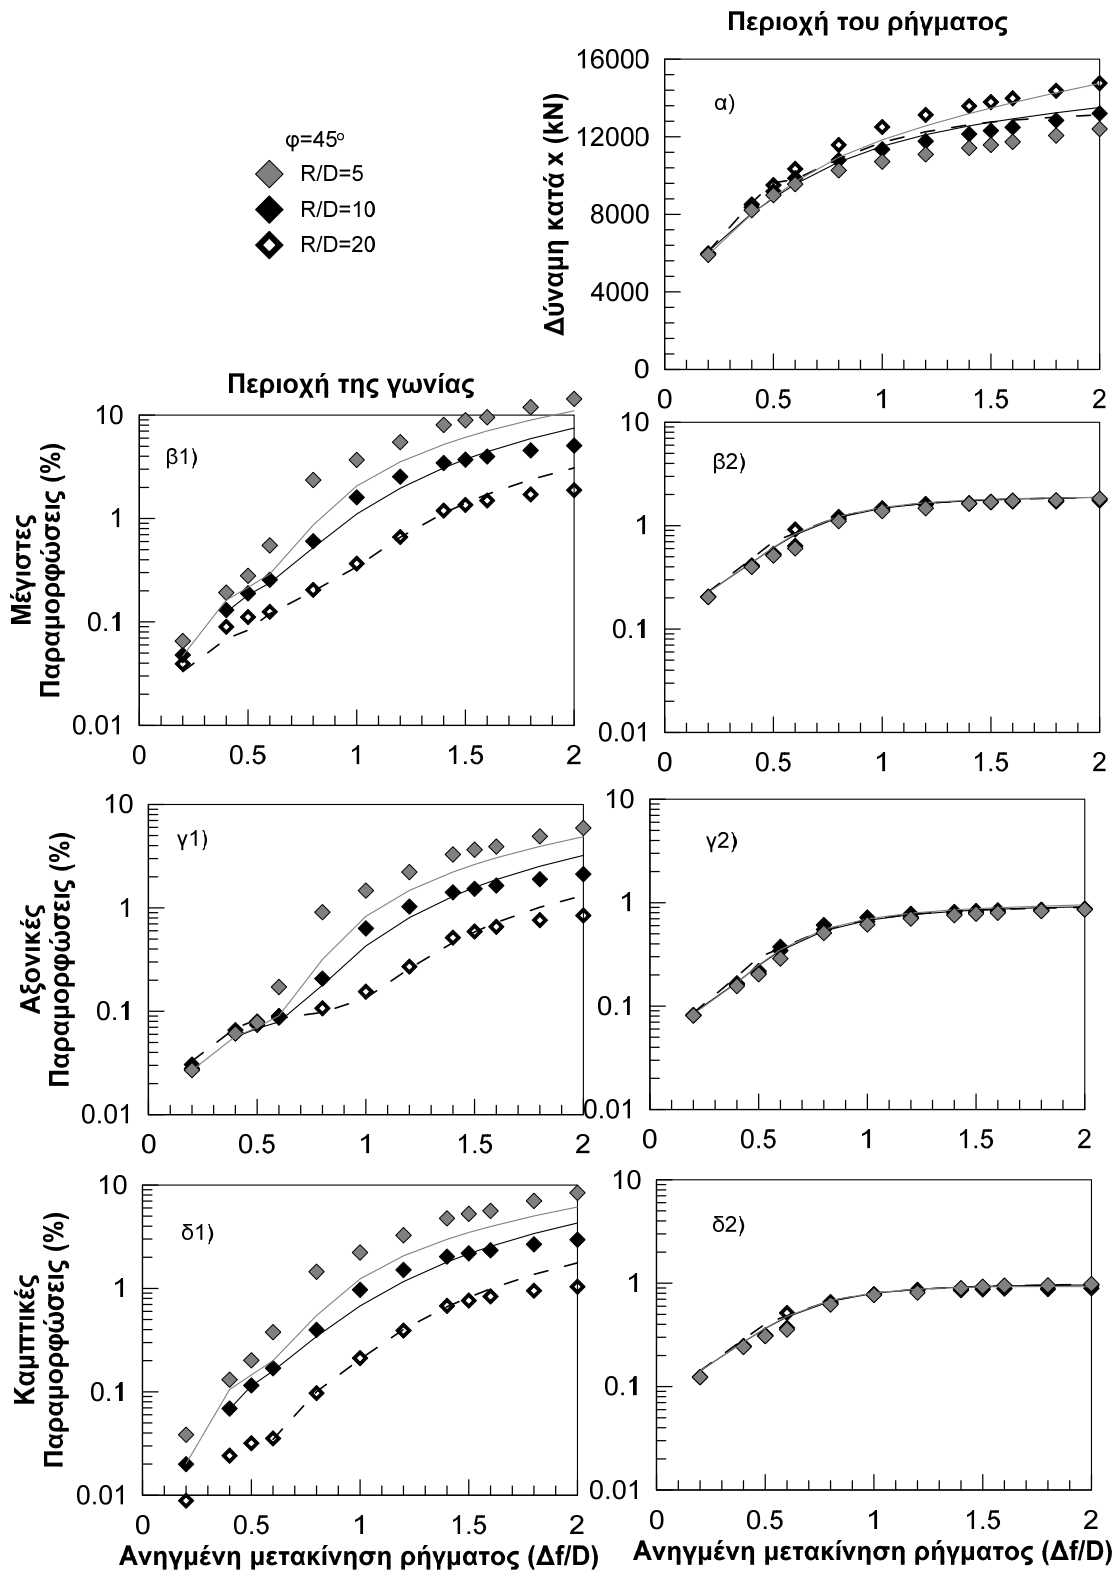 Περιοχή του ρήγματος
φ=45°
R/D=5
R/D=10
R/D=20
Δύναμη κατά x (kN)
α)
16000
12000
8000
4000
0
0 0.5 1 1.5 2
Περιοχή της γωνίας
Μέγιστες
Παραμορφώσεις (%)
β1)
10
1
0.1
0.01
0 0.5 1 1.5 2
β2)
10
1
0.1
0.01
0 0.5 1 1.5 2
Αξονικές
Παραμορφώσεις (%)
γ1)
10
1
0.1
0.01
0 0.5 1 1.5 2
γ2)
10
1
0.1
0.01
0 0.5 1 1.5 2
Καμπτικές
Παραμορφώσεις (%)
δ1)
10
1
0.1
0.01
0 0.5 1 1.5 2
Ανηγμένη μετακίνηση ρήγματος (Δf/D)
δ2)
10
1
0.1
0.01
0 0.5 1 1.5 2
Ανηγμένη μετακίνηση ρήγματος (Δf/D)